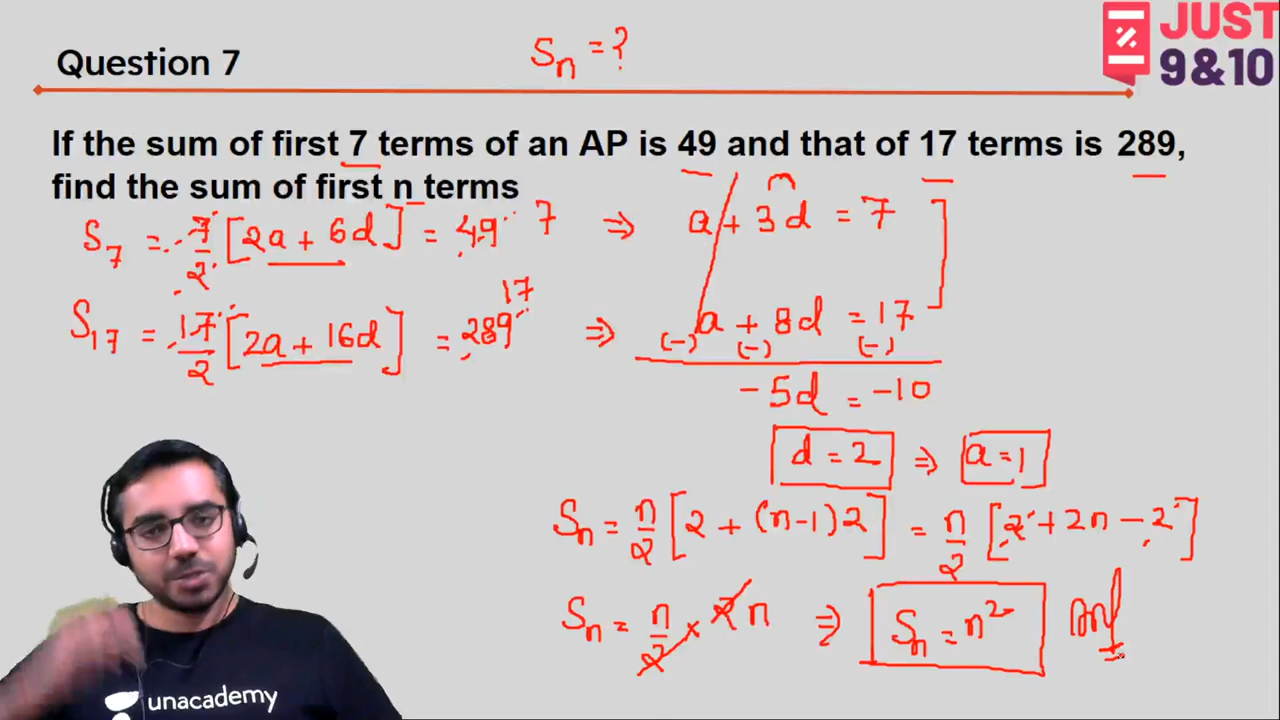 JUST
9&10
Question 7
Sn = ?
If the sum of first 7 terms of an AP is 49 and that of 17 terms is 289,
find the sum of first n terms
S7 = 7/2 [2a + 6d] = 49 7 ⇒ a + 3d = 7
S17 = 17/2 [2a + 16d] = 289 17 ⇒ a + 8d = 17
(-) (-) (-)
-5d = -10
d = 2 ⇒ a = 1
Sn = n/2 [2 + (n-1)2] = n/2 [2 + 2n - 2]
Sn = n/2 × 2n ⇒ Sn = n² Ans
unacademy